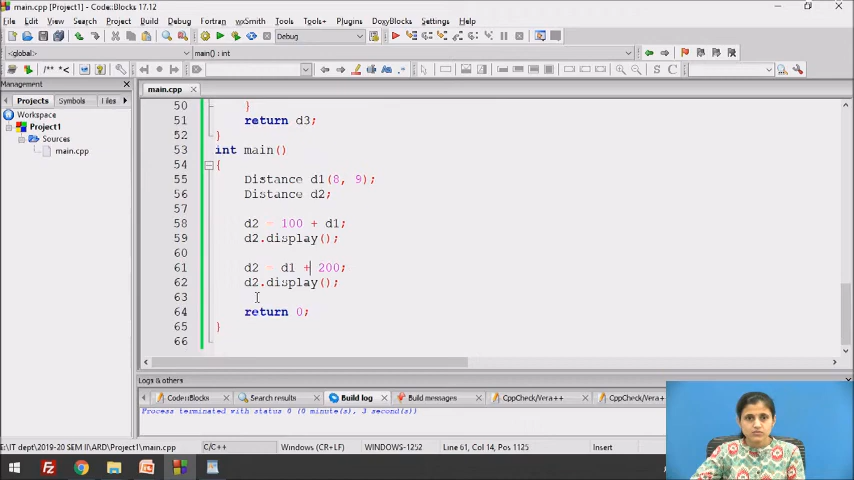 main.cpp [Project1] - Code::Blocks 17.12
File Edit View Search Project Build Debug Fortran wxSmith Tools Tools+ Plugins DoxyBlocks Settings Help
Debug
<global> main() : int
/** *<
S C
Management
Projects Symbols Files
Workspace
Project1
Sources
main.cpp
main.cpp
50 }
51 return d3;
52 }
53 int main()
54 {
55 Distance d1(8, 9);
56 Distance d2;
57
58 d2 = 100 + d1;
59 d2.display();
60
61 d2 = d1 + 200;
62 d2.display();
63
64 return 0;
65 }
66
Logs & others
Code::Blocks Search results Build log Build messages CppCheck/Vera++ CppCheck/Vera+
Process terminated with status 0 (0 minute(s), 3 second(s))
E:\IT dept\2019-20 SEM II\ARD\Project1\main.cpp C/C++ Windows (CR+LF) WINDOWS-1252 Line 61, Col 14, Pos 1125 Insert